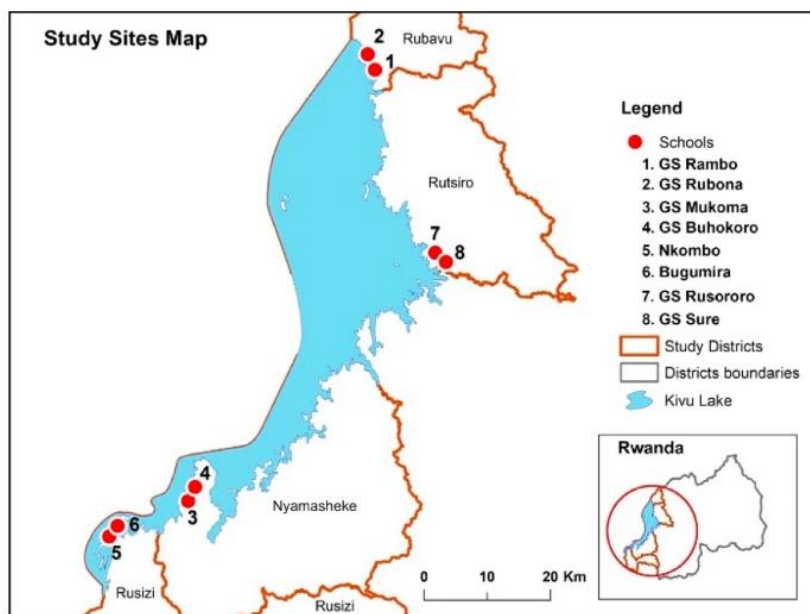 Study Sites Map
2
Rubavu
1
Rutsiro
7
8
4
3
Nyamasheke
6
5
Rusizi
Rusizi
0 10 20 Km
Legend
Schools
1. GS Rambo
2. GS Rubona
3. GS Mukoma
4. GS Buhokoro
5. Nkombo
6. Bugumira
7. GS Rusororo
8. GS Sure
Study Districts
Districts boundaries
Kivu Lake
Rwanda